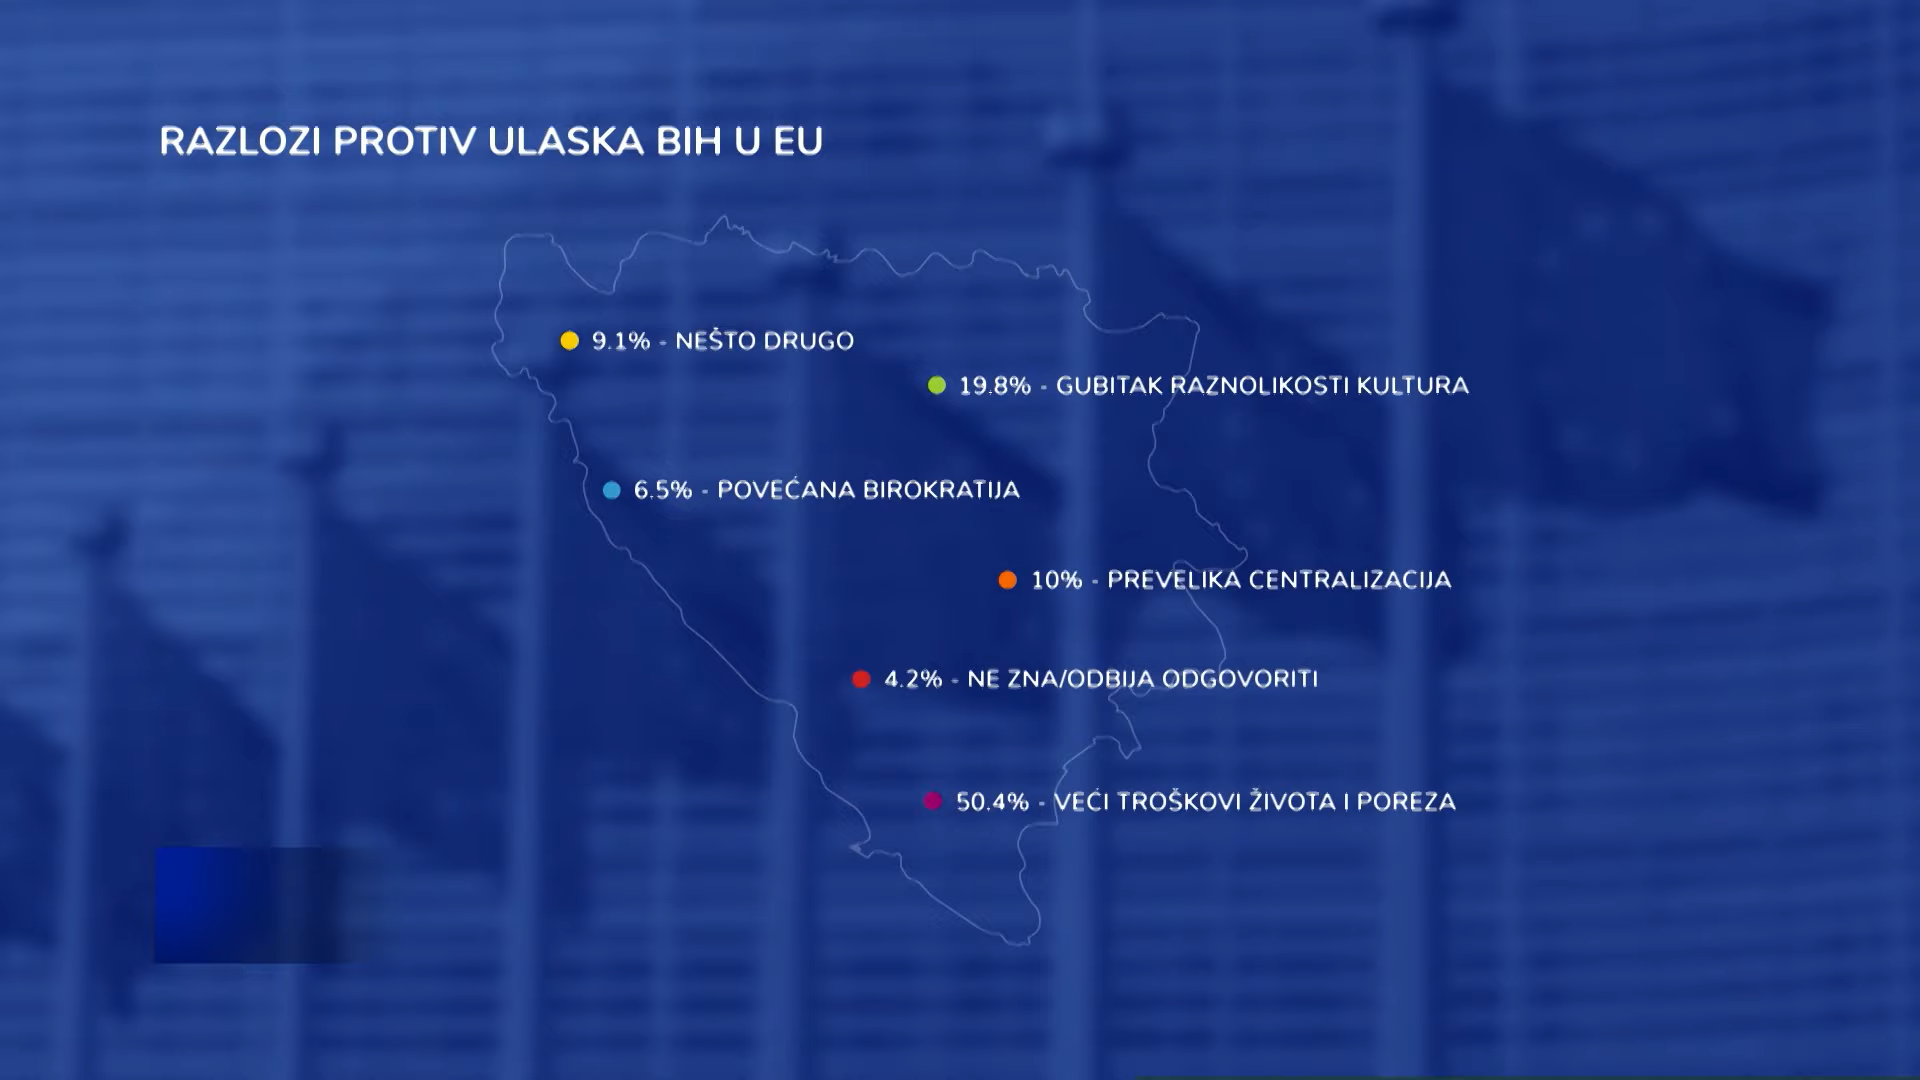 RAZLOZI PROTIV ULASKA BIH U EU
9.1% - NEŠTO DRUGO
19.8% - GUBITAK RAZNOLIKOSTI KULTURA
6.5% - POVEĆANA BIROKRATIJA
10% - PREVELIKA CENTRALIZACIJA
4.2% - NE ZNA/ODBIJA ODGOVORITI
50.4% - VEĆI TROŠKOVI ŽIVOTA I POREZA